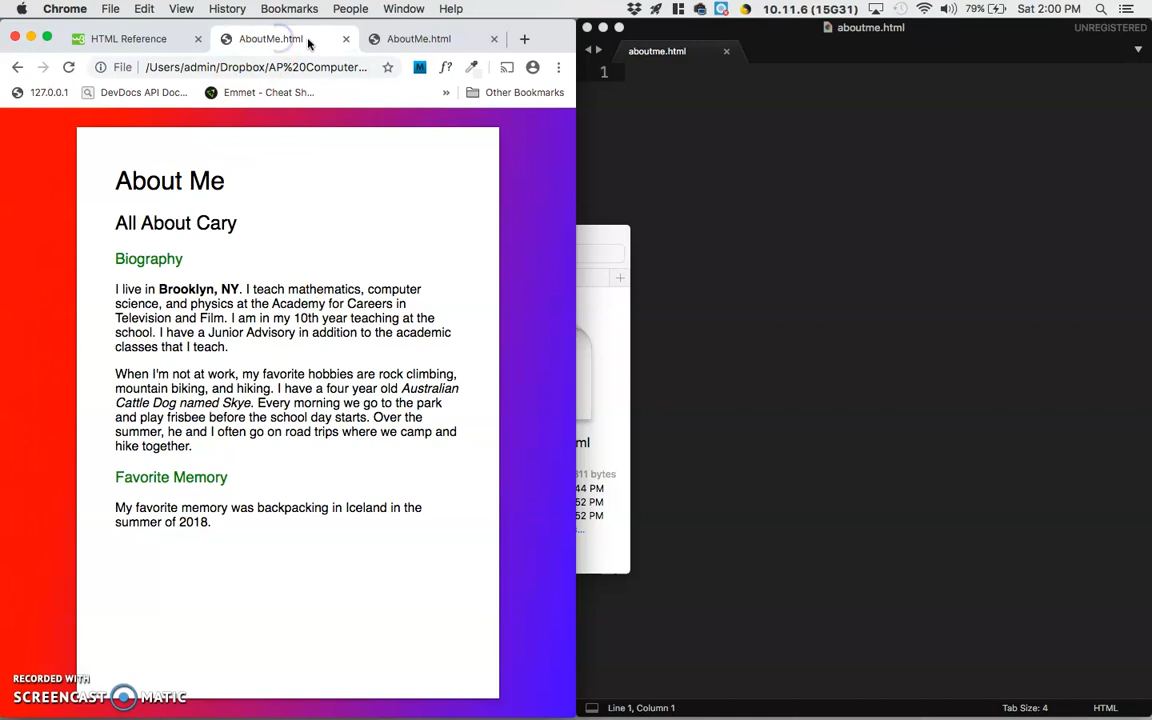 Chrome File Edit View History Bookmarks People Window Help 10.11.6 (15G31) 79% Sat 2:00 PM
HTML Reference AboutMe.html AboutMe.html
File /Users/admin/Dropbox/AP%20Computer... f?
127.0.0.1 DevDocs API Doc... Emmet - Cheat Sh... » Other Bookmarks
About Me
All About Cary
Biography
I live in Brooklyn, NY. I teach mathematics, computer
science, and physics at the Academy for Careers in
Television and Film. I am in my 10th year teaching at the
school. I have a Junior Advisory in addition to the academic
classes that I teach.
When I'm not at work, my favorite hobbies are rock climbing,
mountain biking, and hiking. I have a four year old Australian
Cattle Dog named Skye. Every morning we go to the park
and play frisbee before the school day starts. Over the
summer, he and I often go on road trips where we camp and
hike together.
Favorite Memory
My favorite memory was backpacking in Iceland in the
summer of 2018.
RECORDED WITH
SCREENCAST MATIC
aboutme.html UNREGISTERED
aboutme.html
1
ml
311 bytes
44 PM
52 PM
52 PM
Line 1, Column 1 Tab Size: 4 HTML